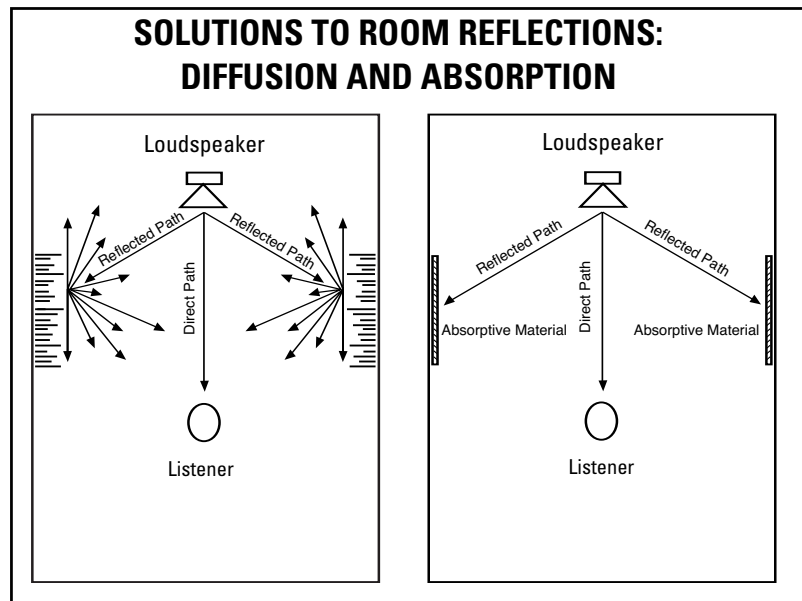 SOLUTIONS TO ROOM REFLECTIONS:
DIFFUSION AND ABSORPTION
Loudspeaker
Reflected Path
Reflected Path
Direct Path
Listener
Loudspeaker
Reflected Path
Reflected Path
Direct Path
Absorptive Material
Absorptive Material
Listener